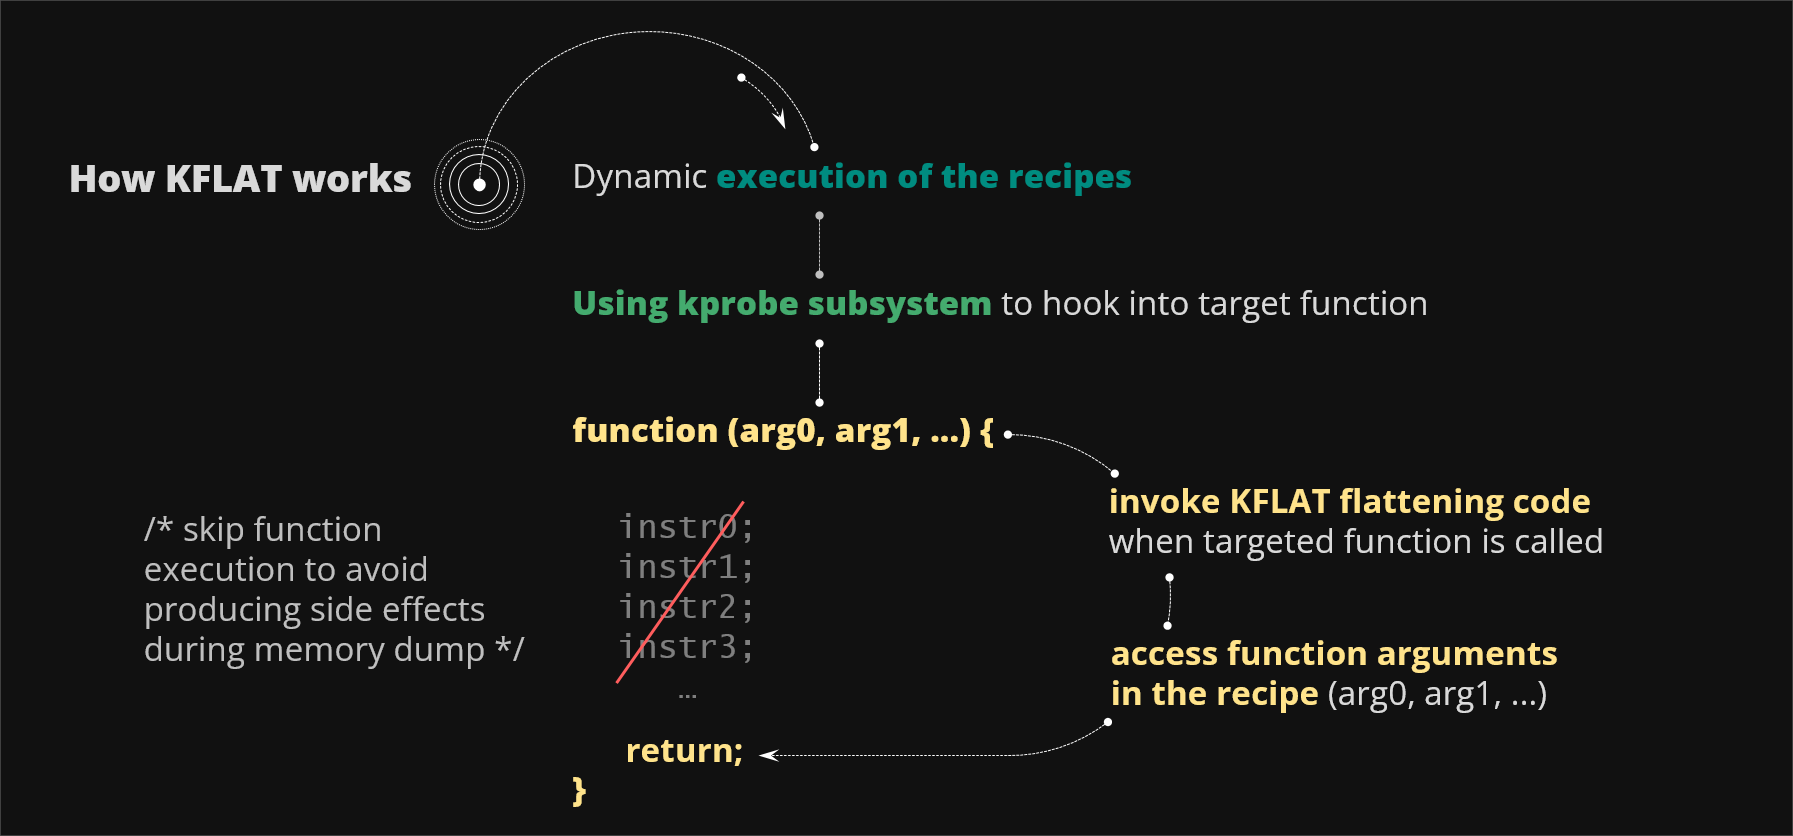 How KFLAT works
Dynamic execution of the recipes
Using kprobe subsystem to hook into target function
function (arg0, arg1, ...) {
invoke KFLAT flattening code
when targeted function is called
access function arguments
in the recipe (arg0, arg1, ...)
/* skip function
execution to avoid
producing side effects
during memory dump */
instr0;
instr1;
instr2;
instr3;
...
return;
}